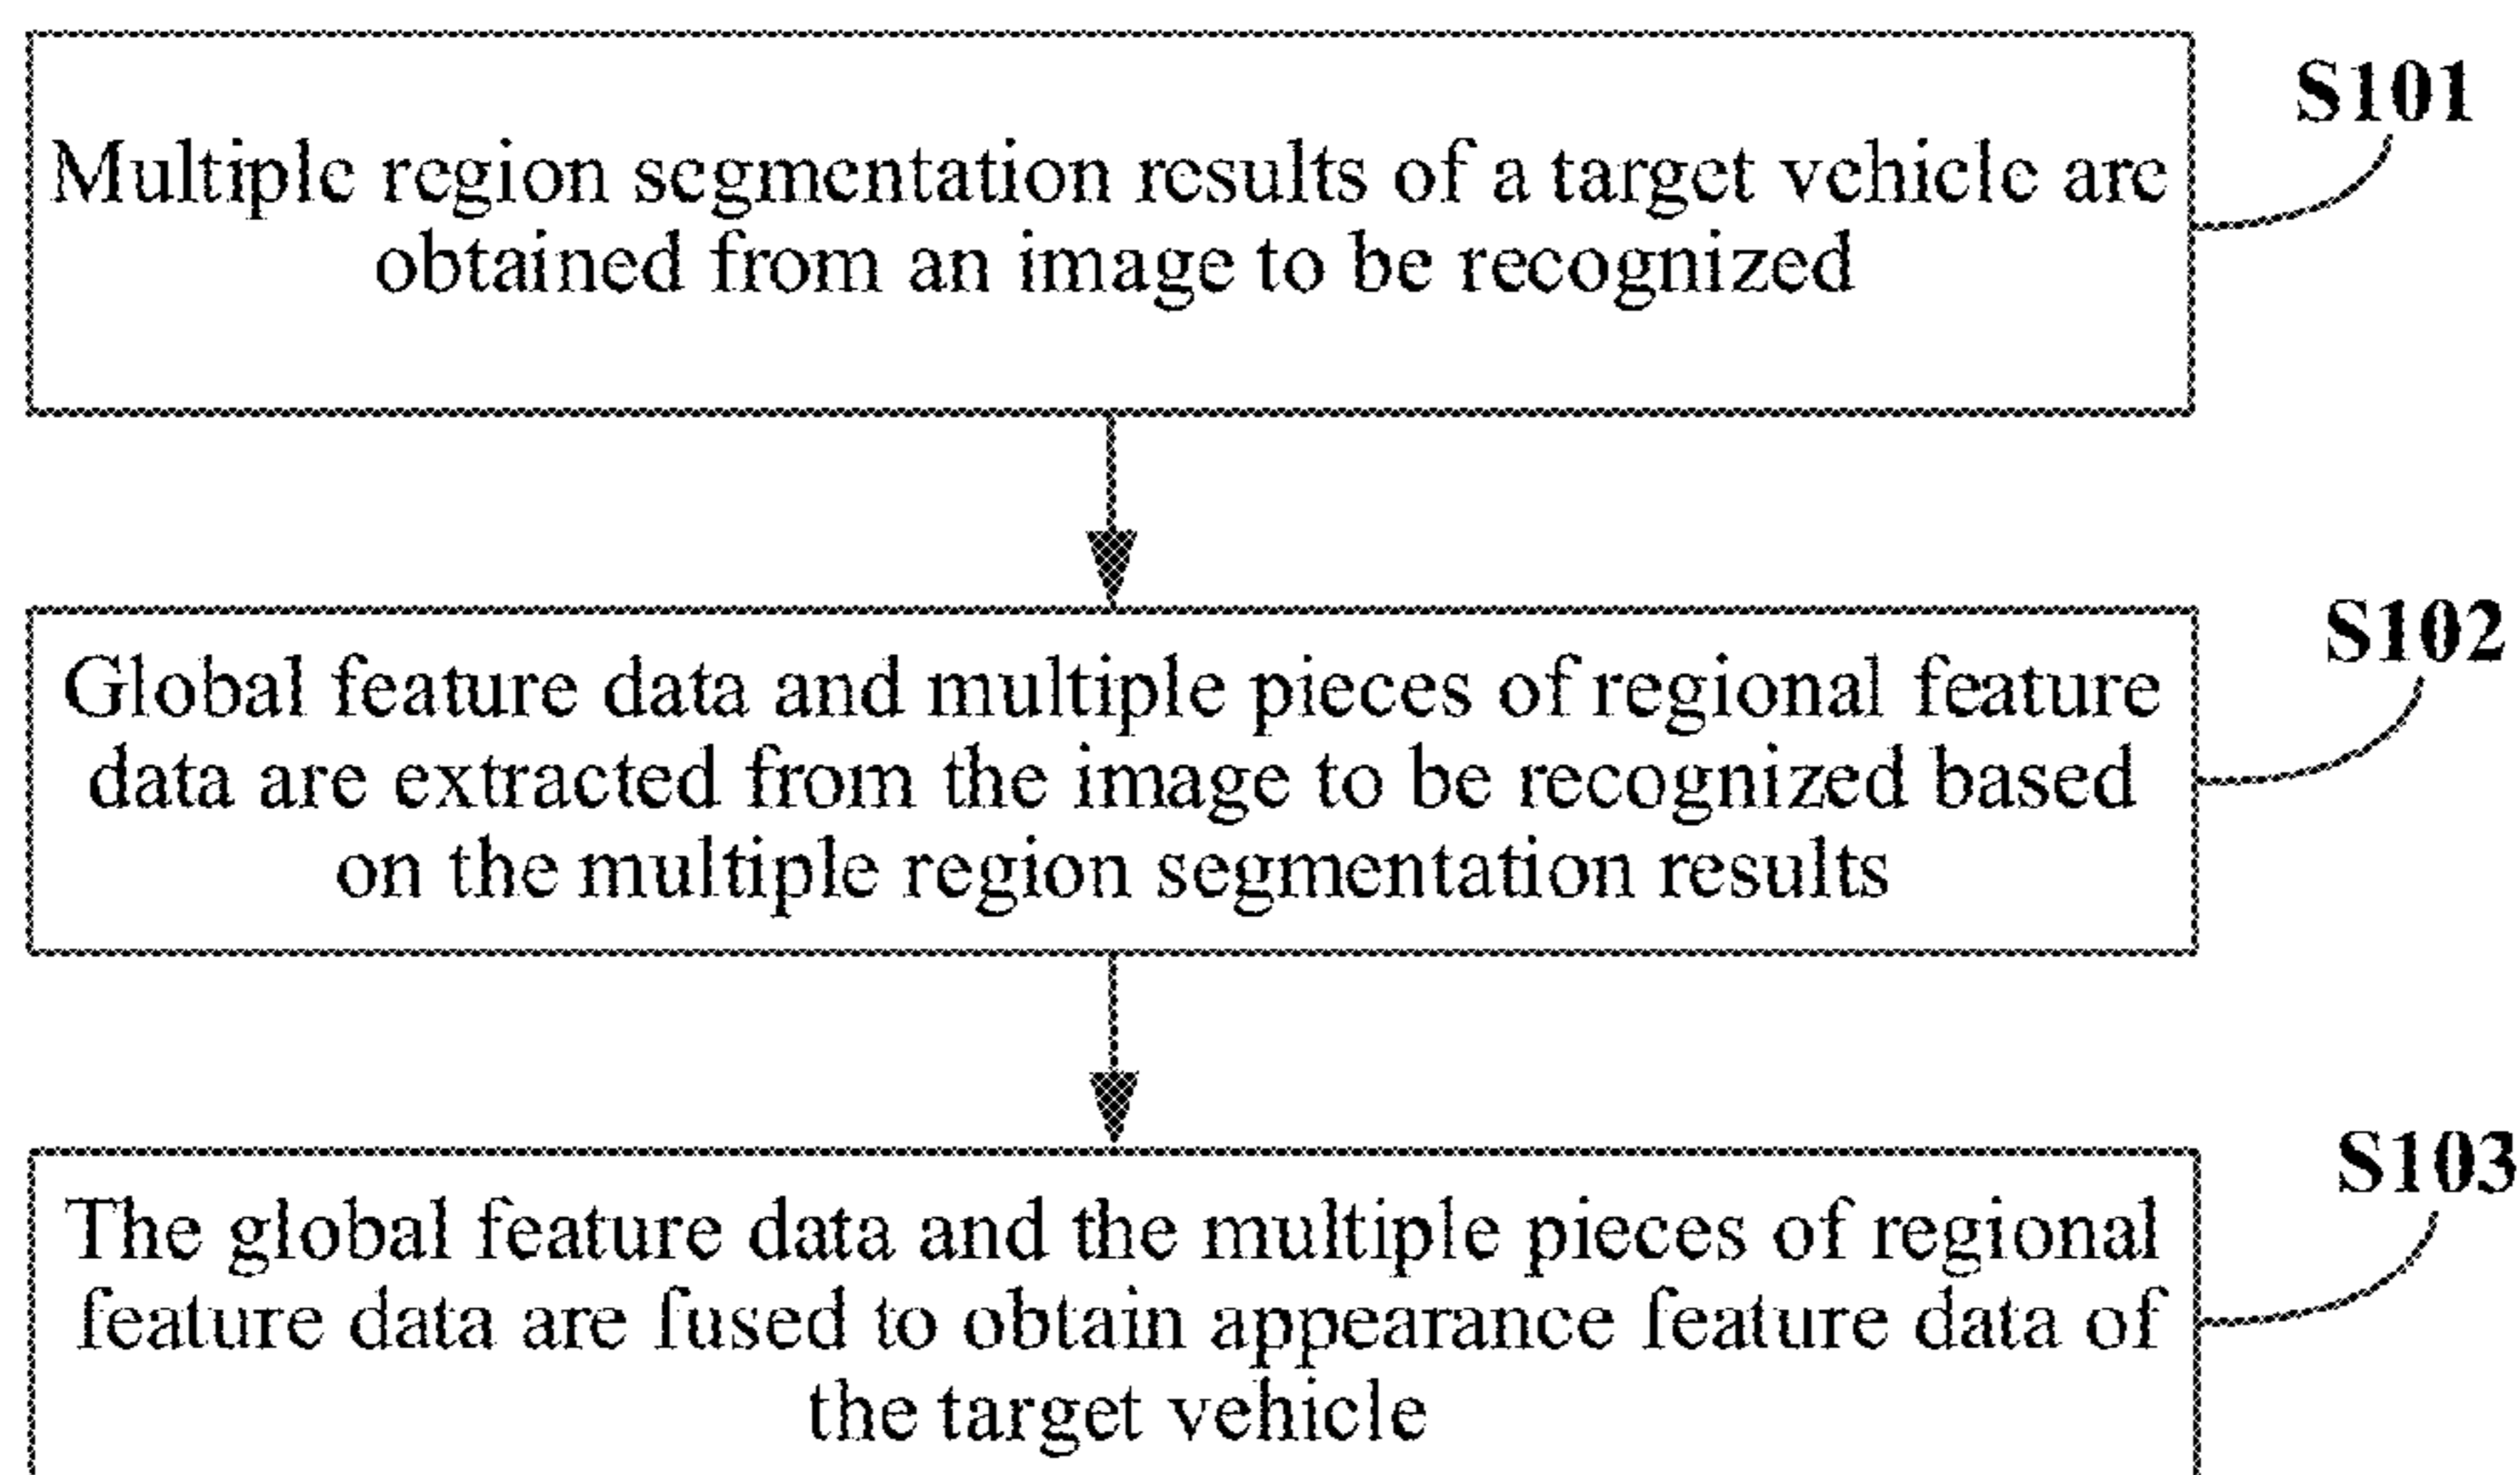 S101
Multiple region segmentation results of a target vehicle are
obtained from an image to be recognized
S102
Global feature data and multiple pieces of regional feature
data are extracted from the image to be recognized based
on the multiple region segmentation results
S103
The global feature data and the multiple pieces of regional
feature data are fused to obtain appearance feature data of
the target vehicle